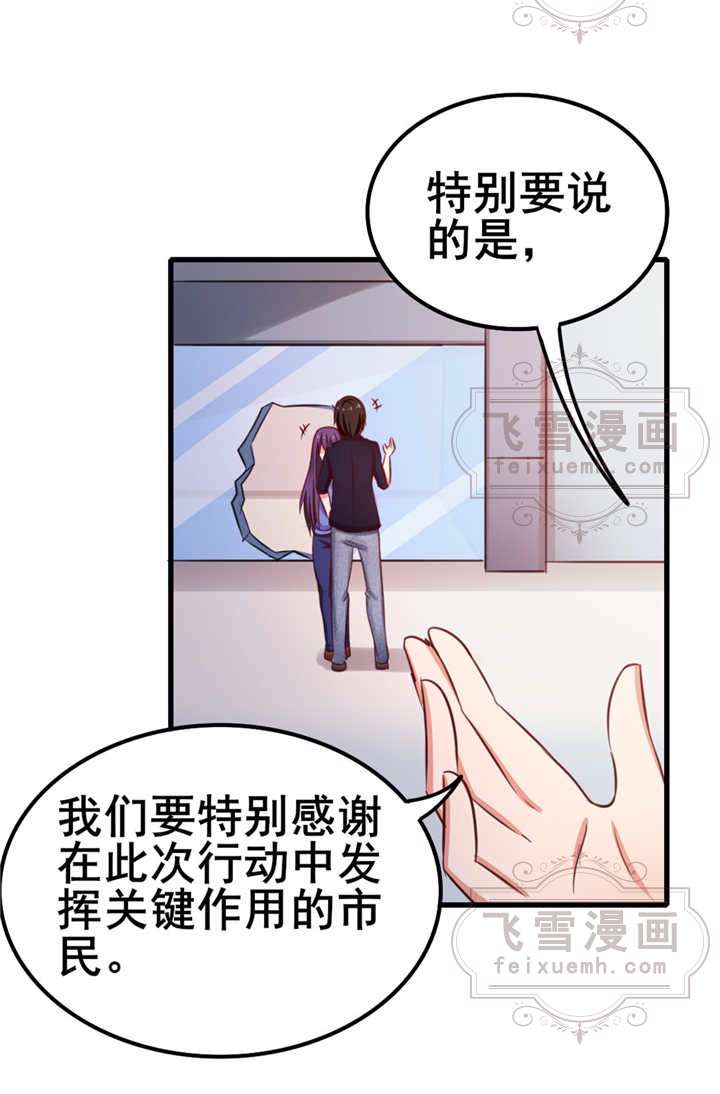 特别要说
的是，
飞雪漫画
feixuemh.com
我们要特别感谢
在此次行动中发
挥关键作用的市
民。
飞雪漫画
feixuemh.com